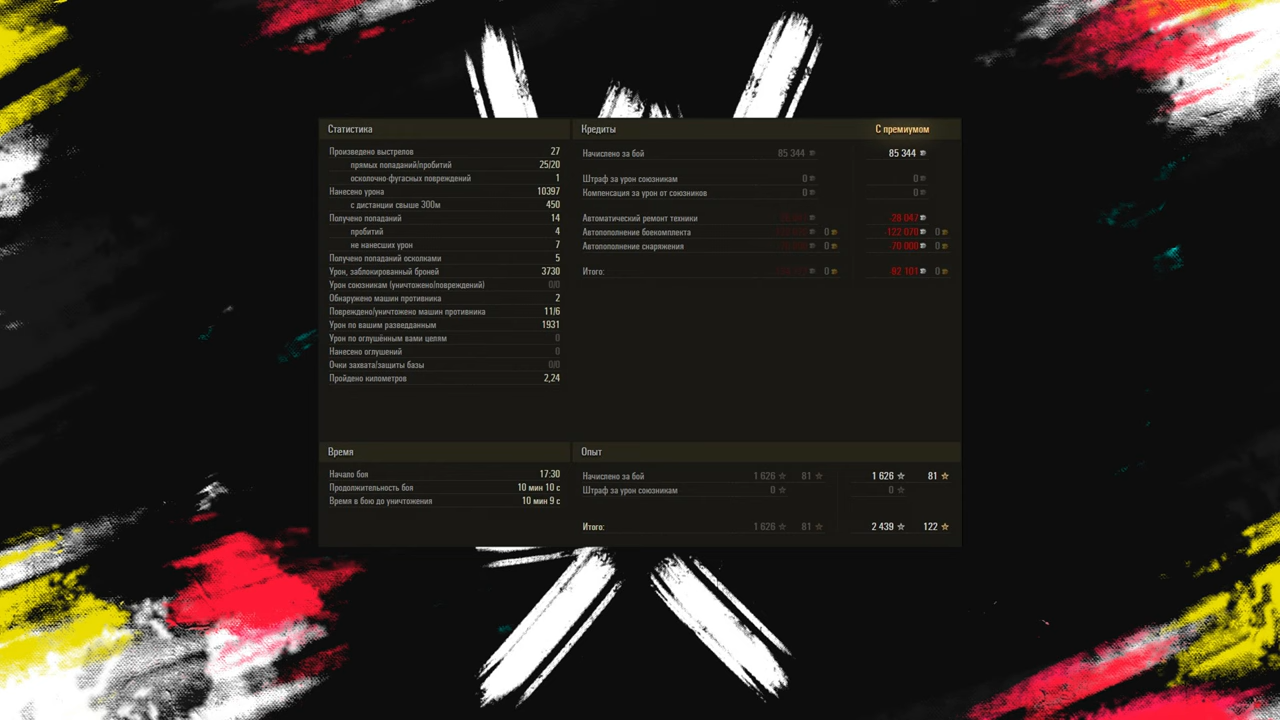 Статистика
Произведено выстрелов 27
прямых попаданий/пробитий 25/20
осколочно-фугасных повреждений 1
Нанесено урона 10397
с дистанции свыше 300м 450
Получено попаданий 14
пробитий 4
не нанесших урон 7
Получено попаданий осколками 5
Урон, заблокированный броней 3730
Урон союзникам (уничтожено/повреждений) 0/0
Обнаружено машин противника 2
Повреждено/уничтожено машин противника 11/6
Урон по вашим разведданным 1931
Урон по оглушённым вами целям 0
Нанесено оглушений 0
Очки захвата/защиты базы 0/0
Пройдено километров 2,24
Кредиты С премиумом
Начислено за бой 85 344 85 344
Штраф за урон союзникам 0 0
Компенсация за урон от союзников 0 0
Автоматический ремонт техники
Автопополнение боекомплекта 0 -122 070 0
Автопополнение снаряжения 0 -70 000 0
Итого: 0 0
Время
Начало боя 17:30
Продолжительность боя 10 мин 10 с
Время в бою до уничтожения 10 мин 9 с
Опыт
Начислено за бой 1 626 81 1 626 81
Штраф за урон союзникам 0 0
Итого: 1 626 81 2 439 122